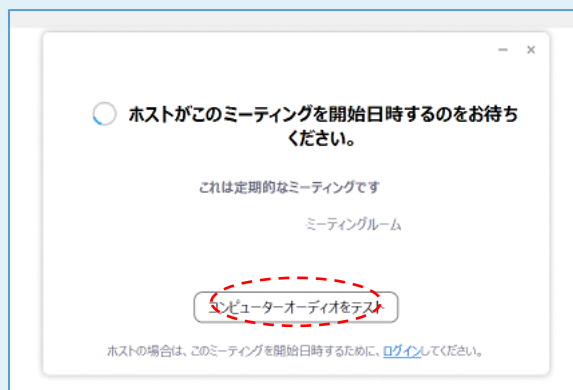 ホストがこのミーティングを開始日時するのをお待ち
ください。
これは定期的なミーティングです
ミーティングルーム
コンピューターオーディオをテスト
ホストの場合は、このミーティングを開始日時するために、ログインしてください。